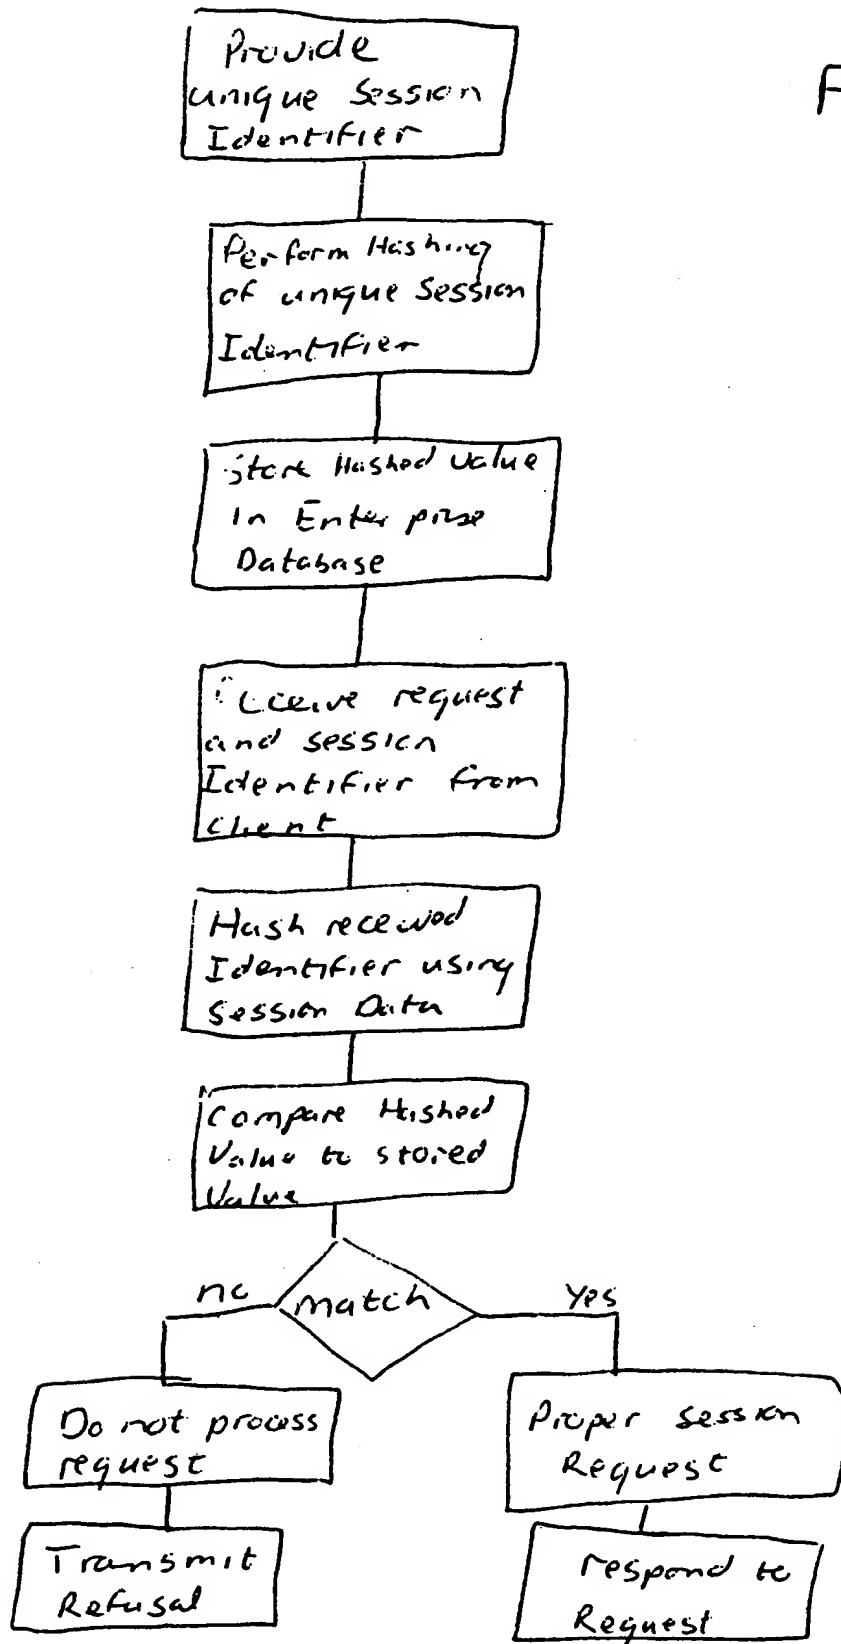 Provide
unique Session
Identifier
F
Perform Hashing
of unique Session
Identifier
Store Hashed Value
In Enterprise
Database
receive request
and session
Identifier from
client
Hash received
Identifier using
Session Data
Compare Hashed
Value to stored
Value
no
match
Yes
Do not process
request
Proper session
Request
Transmit
Refusal
respond to
Request